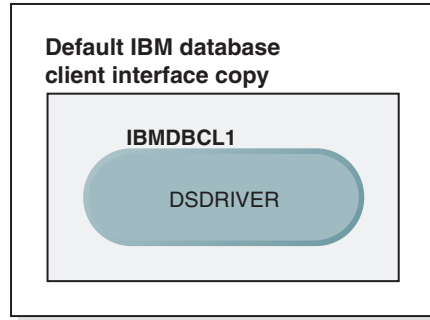 Default IBM database
client interface copy
IBMDBCL1
DSDRIVER